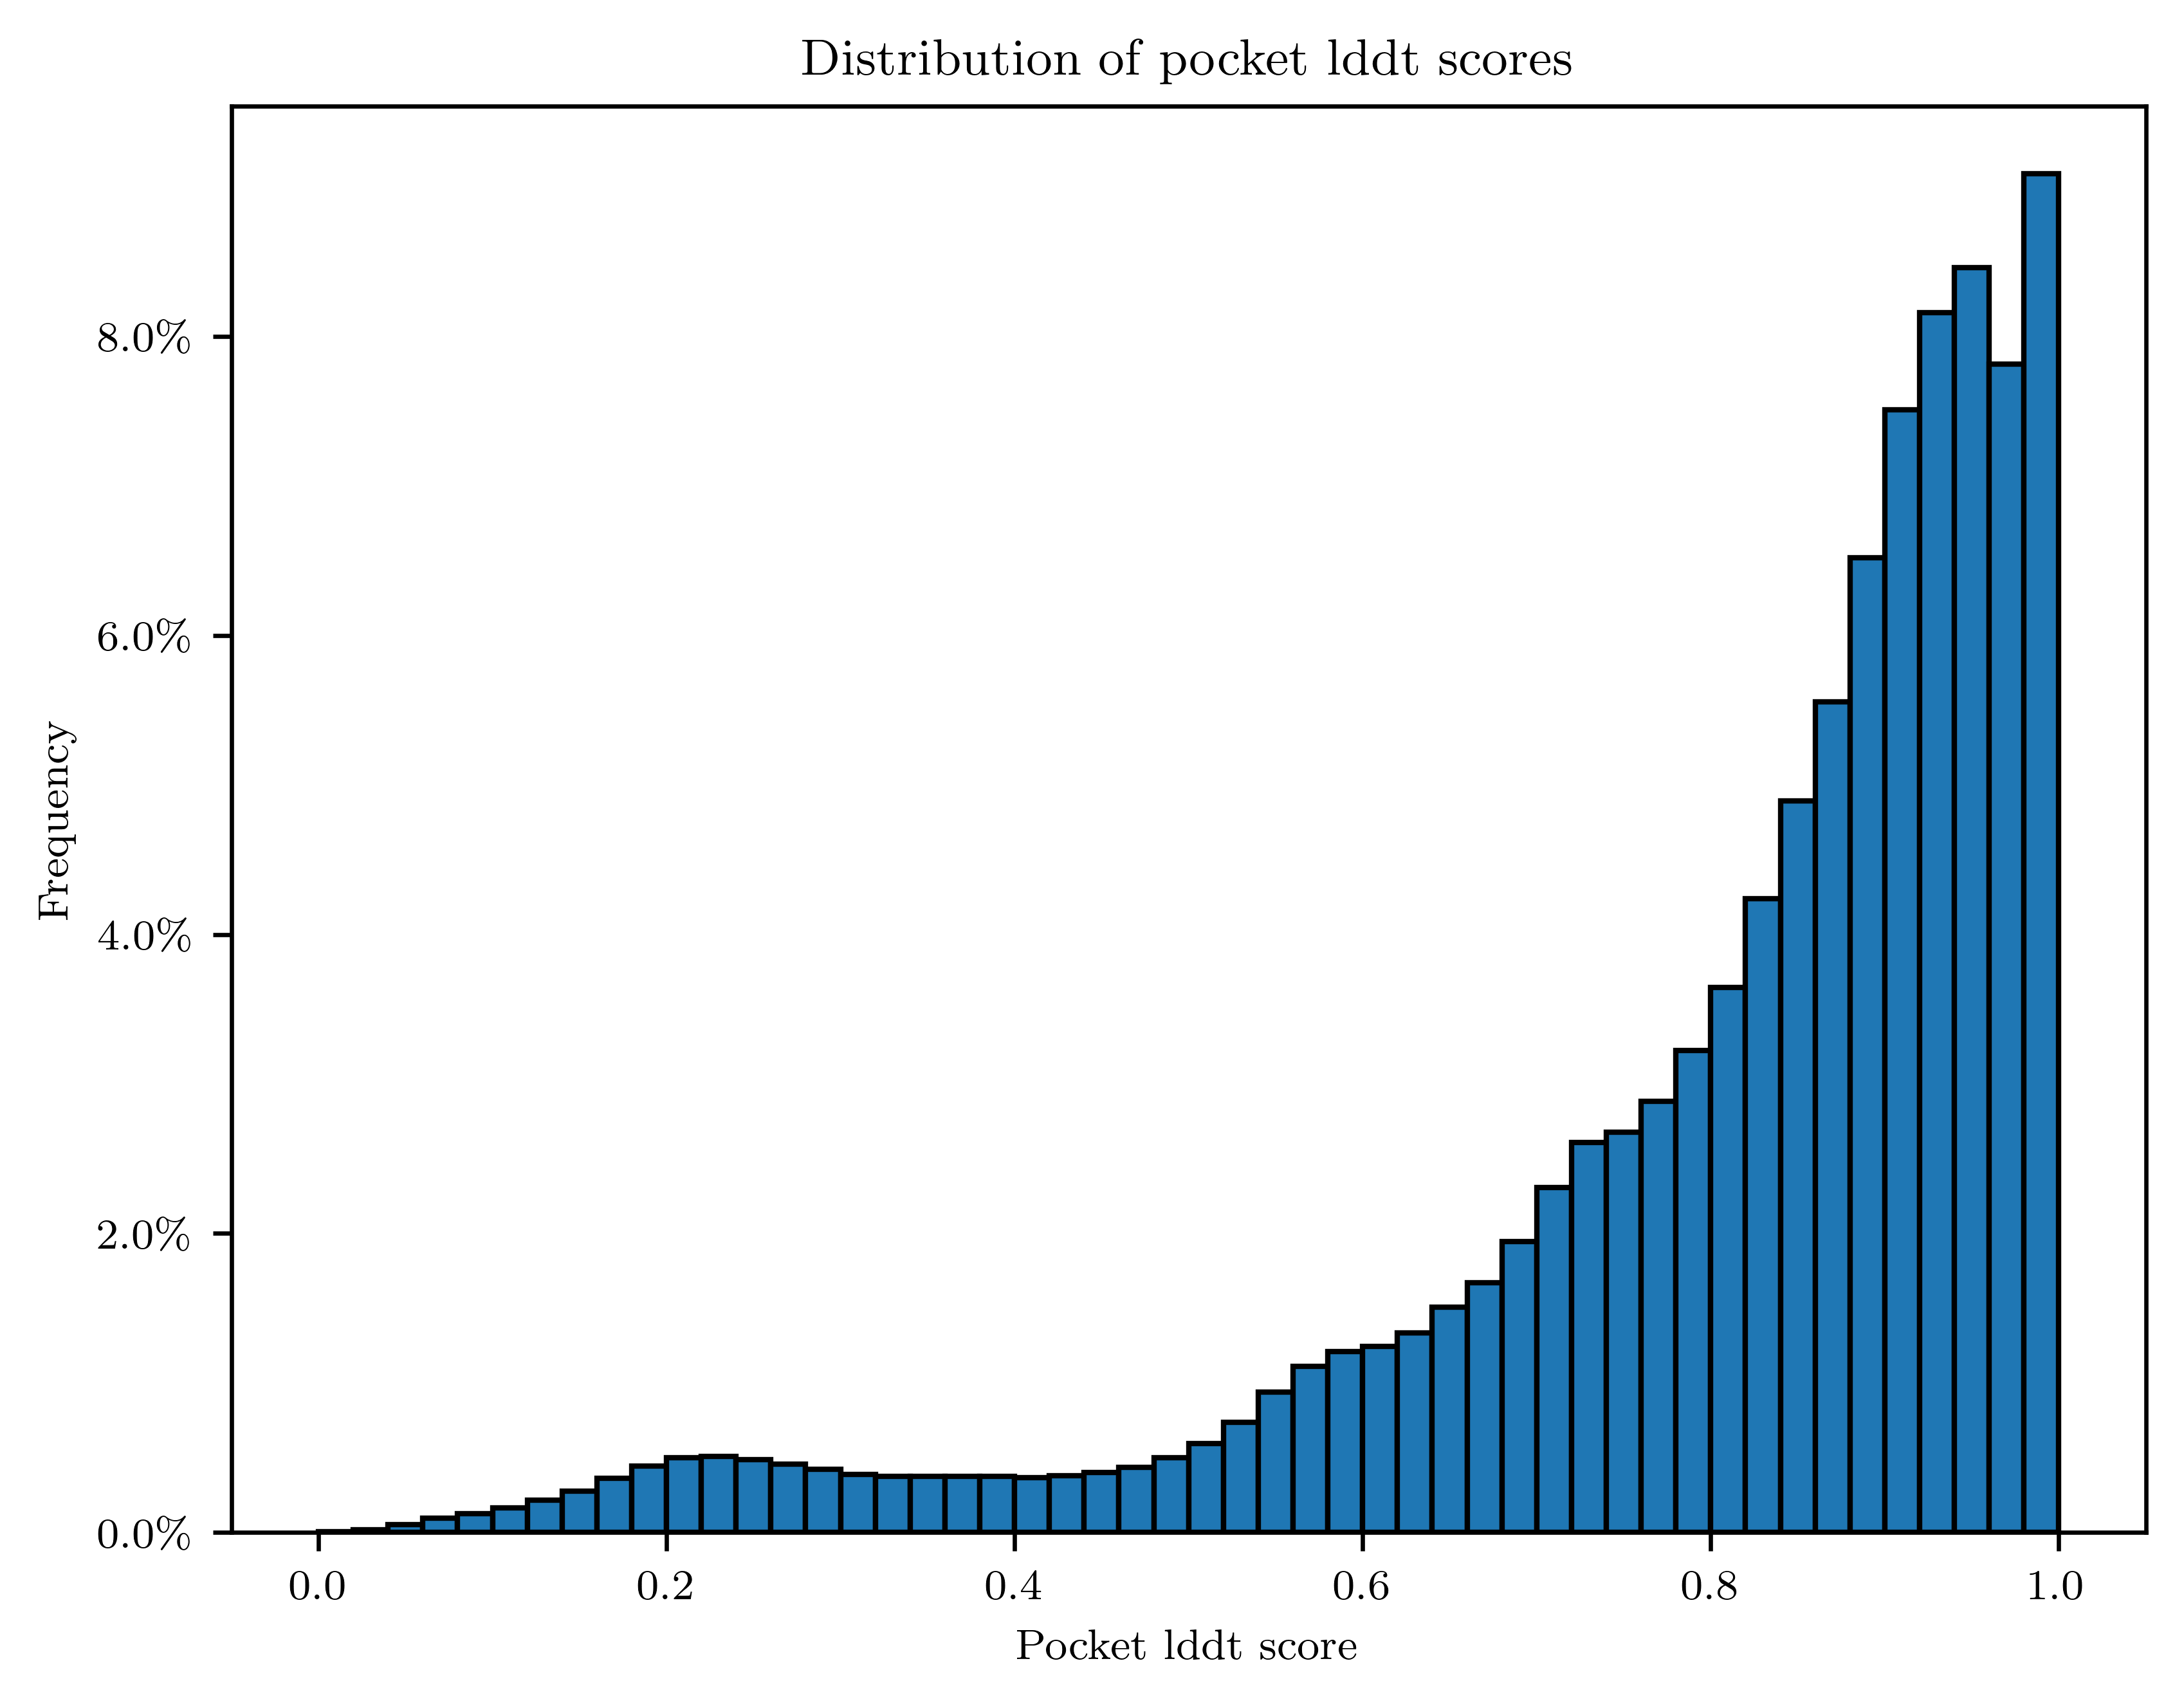 Distribution of pocket lddt scores
8.0%
6.0%
4.0%
2.0%
0.0%
Frequency
0.0 0.2 0.4 0.6 0.8 1.0
Pocket lddt score